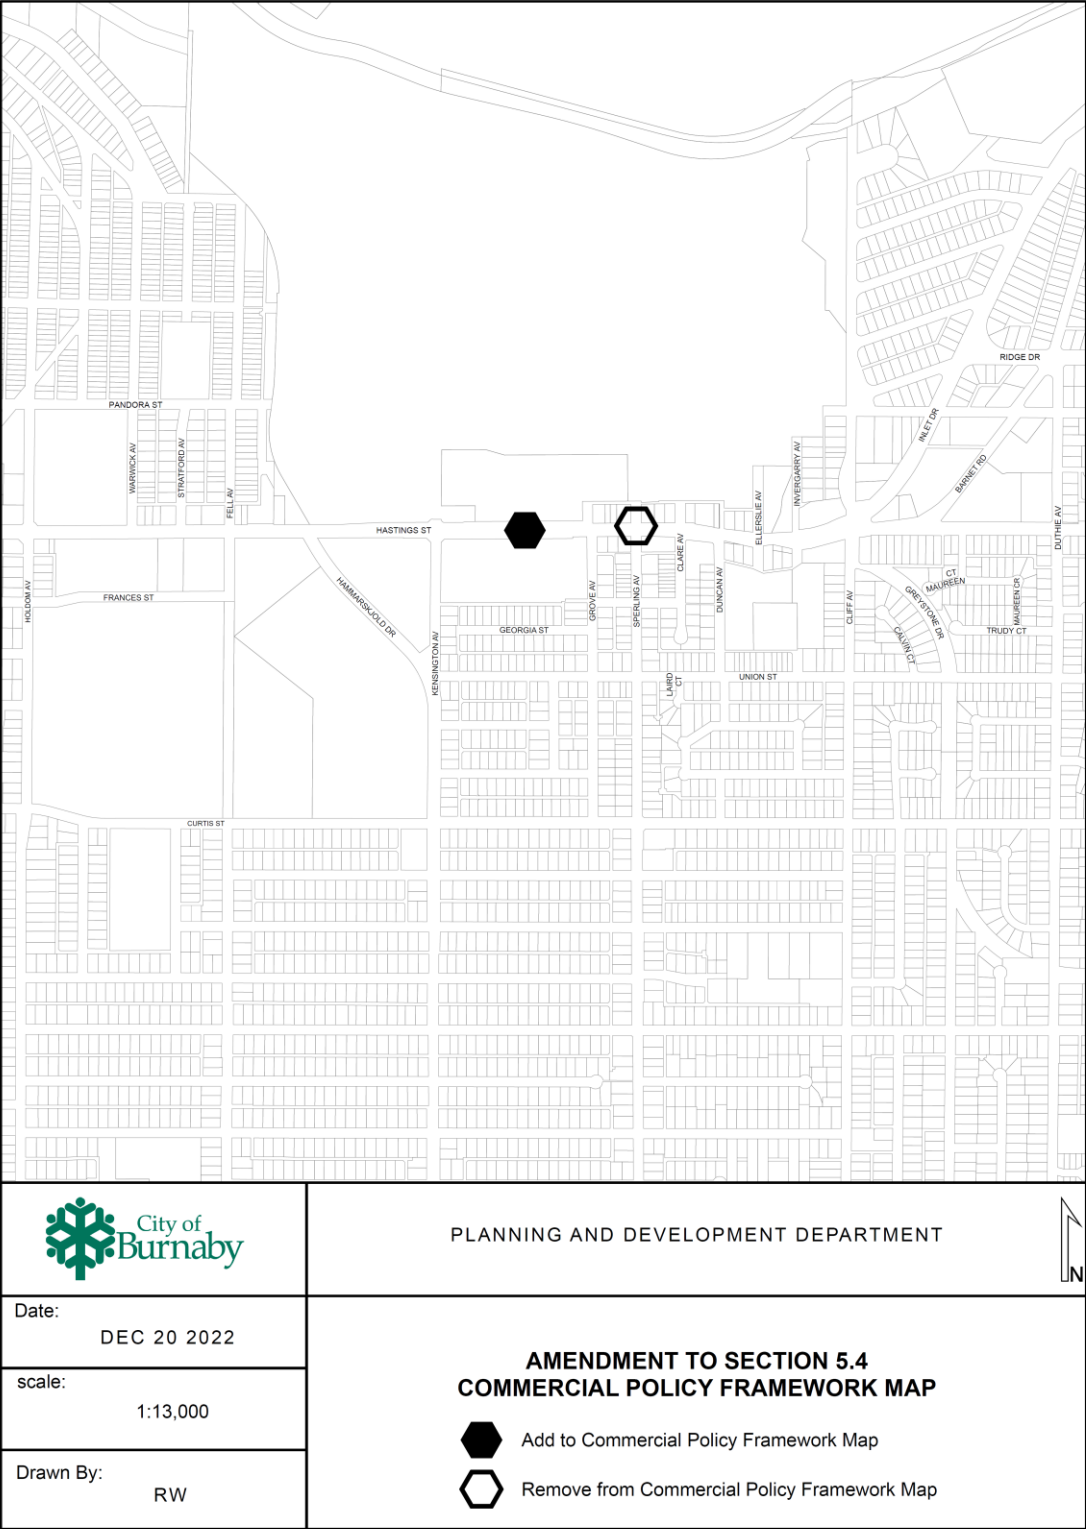 RIDGE DR
PANDORA ST
INLET DR
WARWICK AV
STRATFORD AV
FELL AV
BARNET RD
INVERGARRY AV
ELLERSLIE AV
DUTHIE AV
HASTINGS ST
CLARE AV
HOLDOM AV
FRANCES ST
HAMMARSKJOLD DR
GROVE AV
SPERLING AV
DUNCAN AV
CLIFF AV
CT
MAUREEN
MAUREEN CR
GREYSTONE DR
GEORGIA ST
CALVIN CT
TRUDY CT
KENSINGTON AV
LAIRD
CT
UNION ST
CURTIS ST
City of
Burnaby
PLANNING AND DEVELOPMENT DEPARTMENT
N
Date:
DEC 20 2022
scale:
1:13,000
Drawn By:
RW
AMENDMENT TO SECTION 5.4
COMMERCIAL POLICY FRAMEWORK MAP
Add to Commercial Policy Framework Map
Remove from Commercial Policy Framework Map